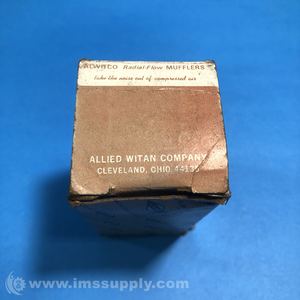 ALWITCO Radial-Flow MUFFLERS
take the noise out of compressed air
ALLIED WITAN COMPANY
CLEVELAND, OHIO 44135
© www.imssupply.com